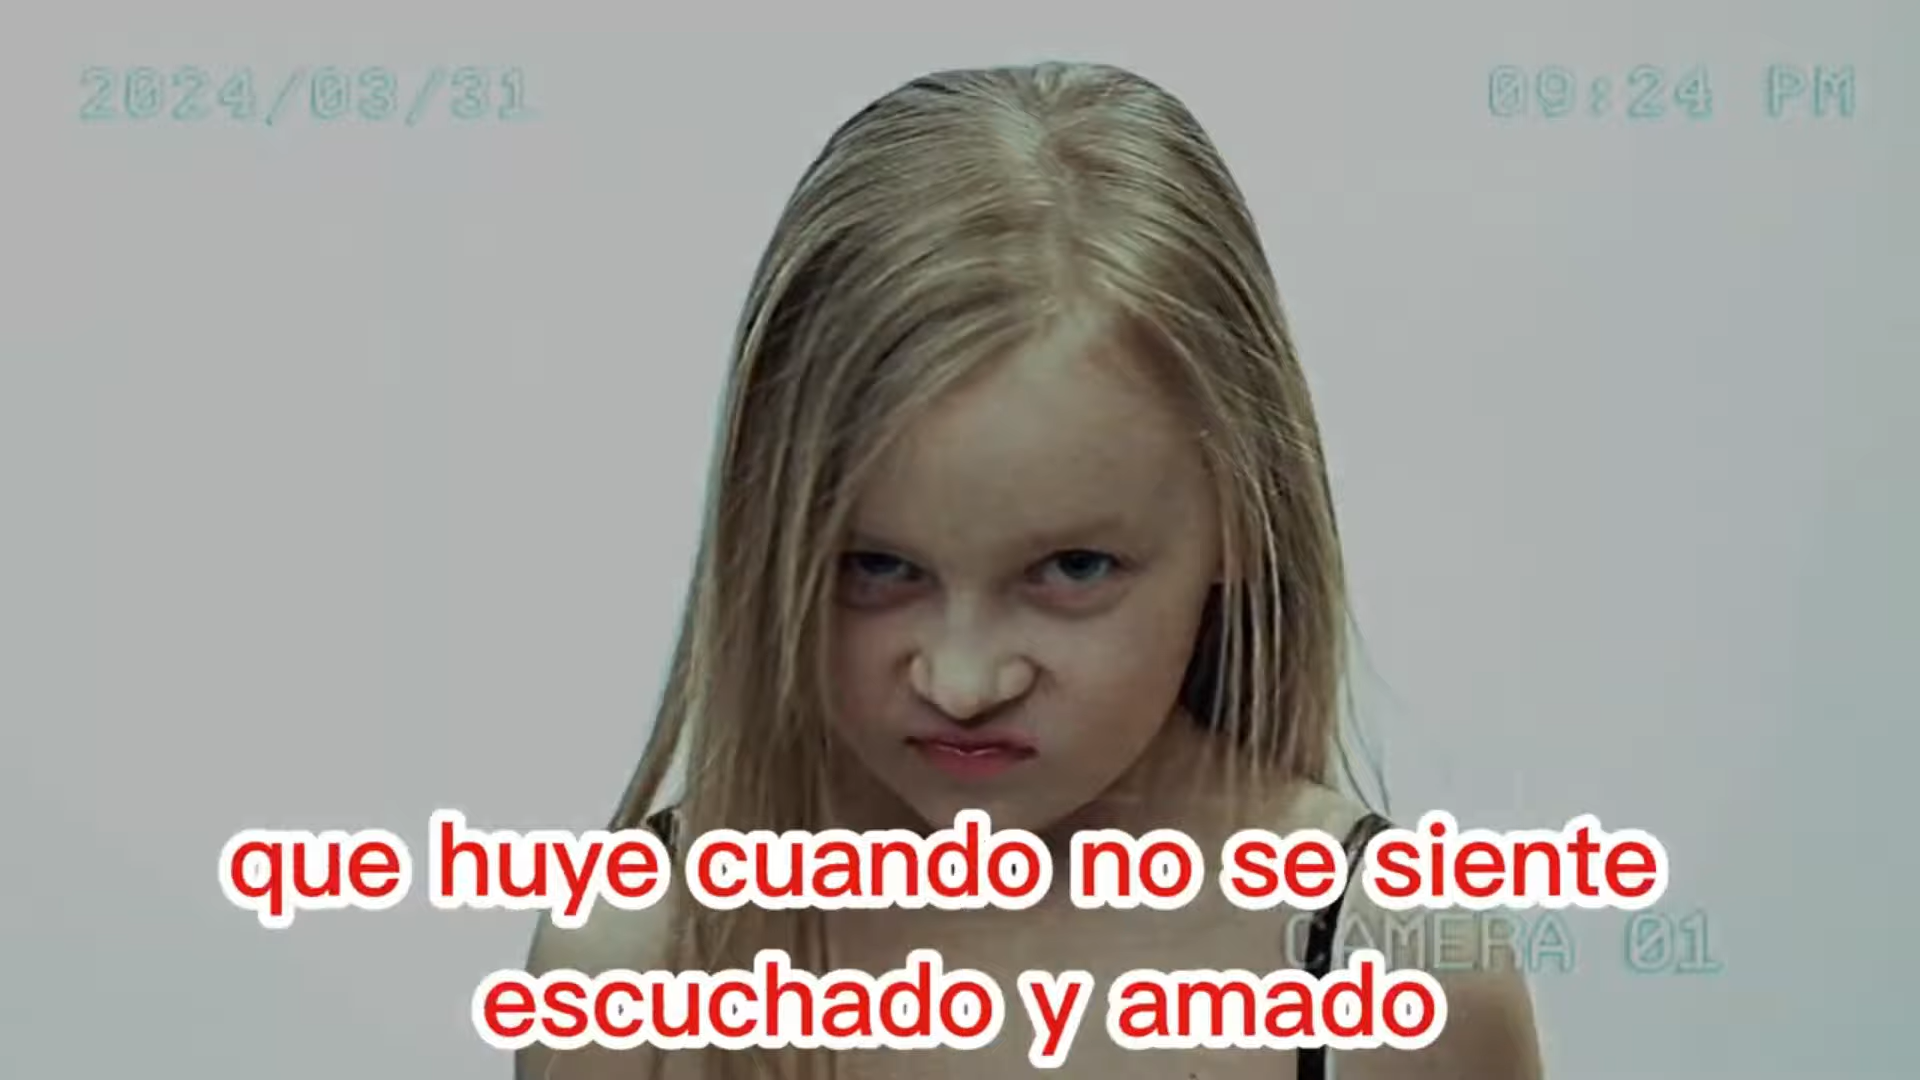 2024/03/31
09:24 PM
que huye cuando no se siente
CAMERA 01
escuchado y amado